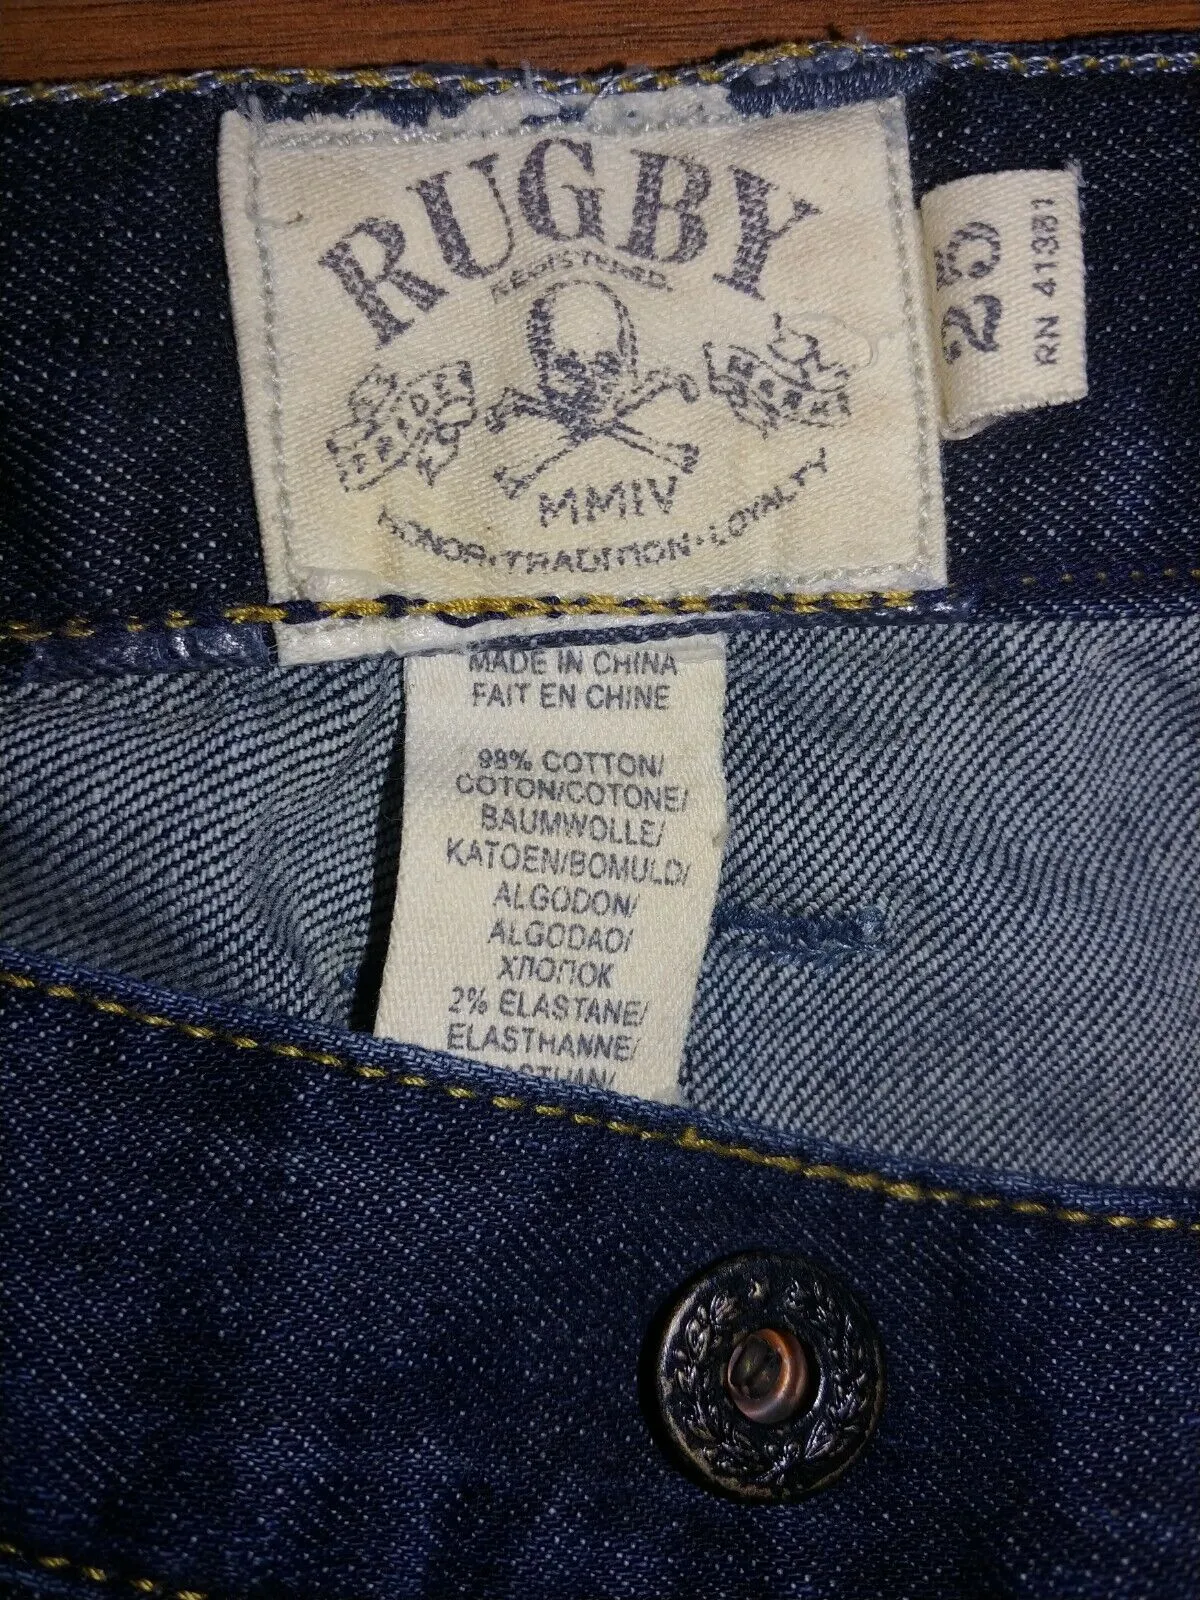 RUGBY
REGISTERED
MMIV
HONOR·TRADITION·LOYALTY
25
RN 41381
MADE IN CHINA
FAIT EN CHINE
98% COTTON/
COTON/COTONE/
BAUMWOLLE/
KATOEN/BOMULD/
ALGODON/
ALGODAO/
ХЛОПОК
2% ELASTANE/
ELASTHANNE/